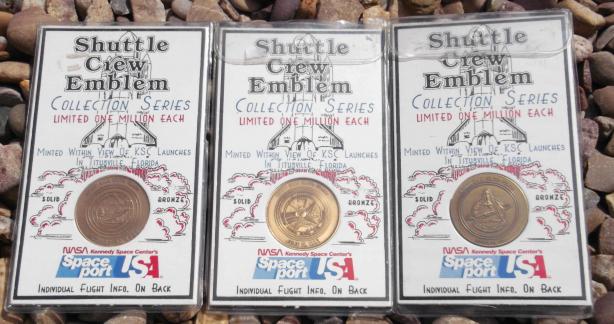 Shuttle
Crew
Emblem
COLLECTION SERIES
LIMITED ONE MILLION EACH
MINTED WITHIN VIEW OF KSC LAUNCHES
IN TITUSVILLE, FLORIDA
SOLID BRONZE
NASA Kennedy Space Center's
Spaceport USA
INDIVIDUAL FLIGHT INFO. ON BACK
Shuttle
Crew
Emblem
COLLECTION SERIES
LIMITED ONE MILLION EACH
MINTED WITHIN VIEW OF KSC LAUNCHES
IN TITUSVILLE, FLORIDA
SOLID BRONZE
NASA Kennedy Space Center's
Spaceport USA
INDIVIDUAL FLIGHT INFO. ON BACK
Shuttle
Crew
Emblem
COLLECTION SERIES
LIMITED ONE MILLION EACH
MINTED WITHIN VIEW OF KSC LAUNCHES
IN TITUSVILLE, FLORIDA
SOLID BRONZE
NASA Kennedy Space Center's
Spaceport USA
INDIVIDUAL FLIGHT INFO. ON BACK